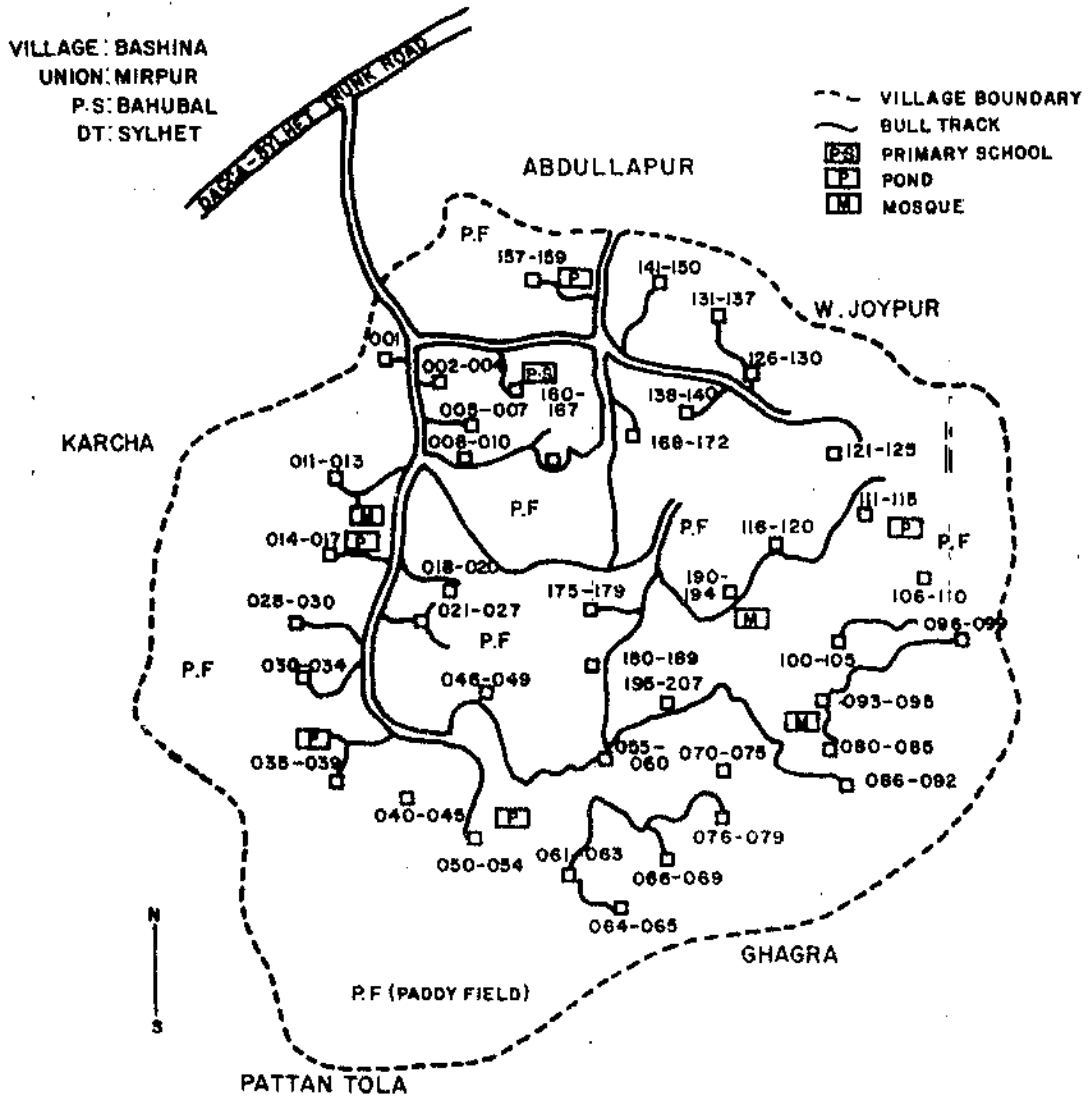 VILLAGE: BASHINA
UNION: MIRPUR
P.S: BAHUBAL
DT: SYLHET
DACCA-SYLHET TRUNK ROAD
VILLAGE BOUNDARY
BULL TRACK
P-S PRIMARY SCHOOL
P POND
M MOSQUE
ABDULLAPUR
P.F
157-159
P
141-150
131-137
W. JOYPUR
001
002-004
P-S
126-130
005-007
160-
167
138-140
KARCHA
008-010
168-172
121-125
011-013
M
P.F
P.F
116-120
111-115
P
P.F
014-017
P
018-020
175-179
190-
194
M
106-110
028-030
021-027
P.F
096-099
100-105
P.F
030-034
046-049
180-189
195-207
093-095
M
P
035-039
055-
060
070-075
080-085
086-092
040-045
P
050-054
076-079
061-063
066-069
064-065
N
S
GHAGRA
P.F (PADDY FIELD)
PATTAN TOLA